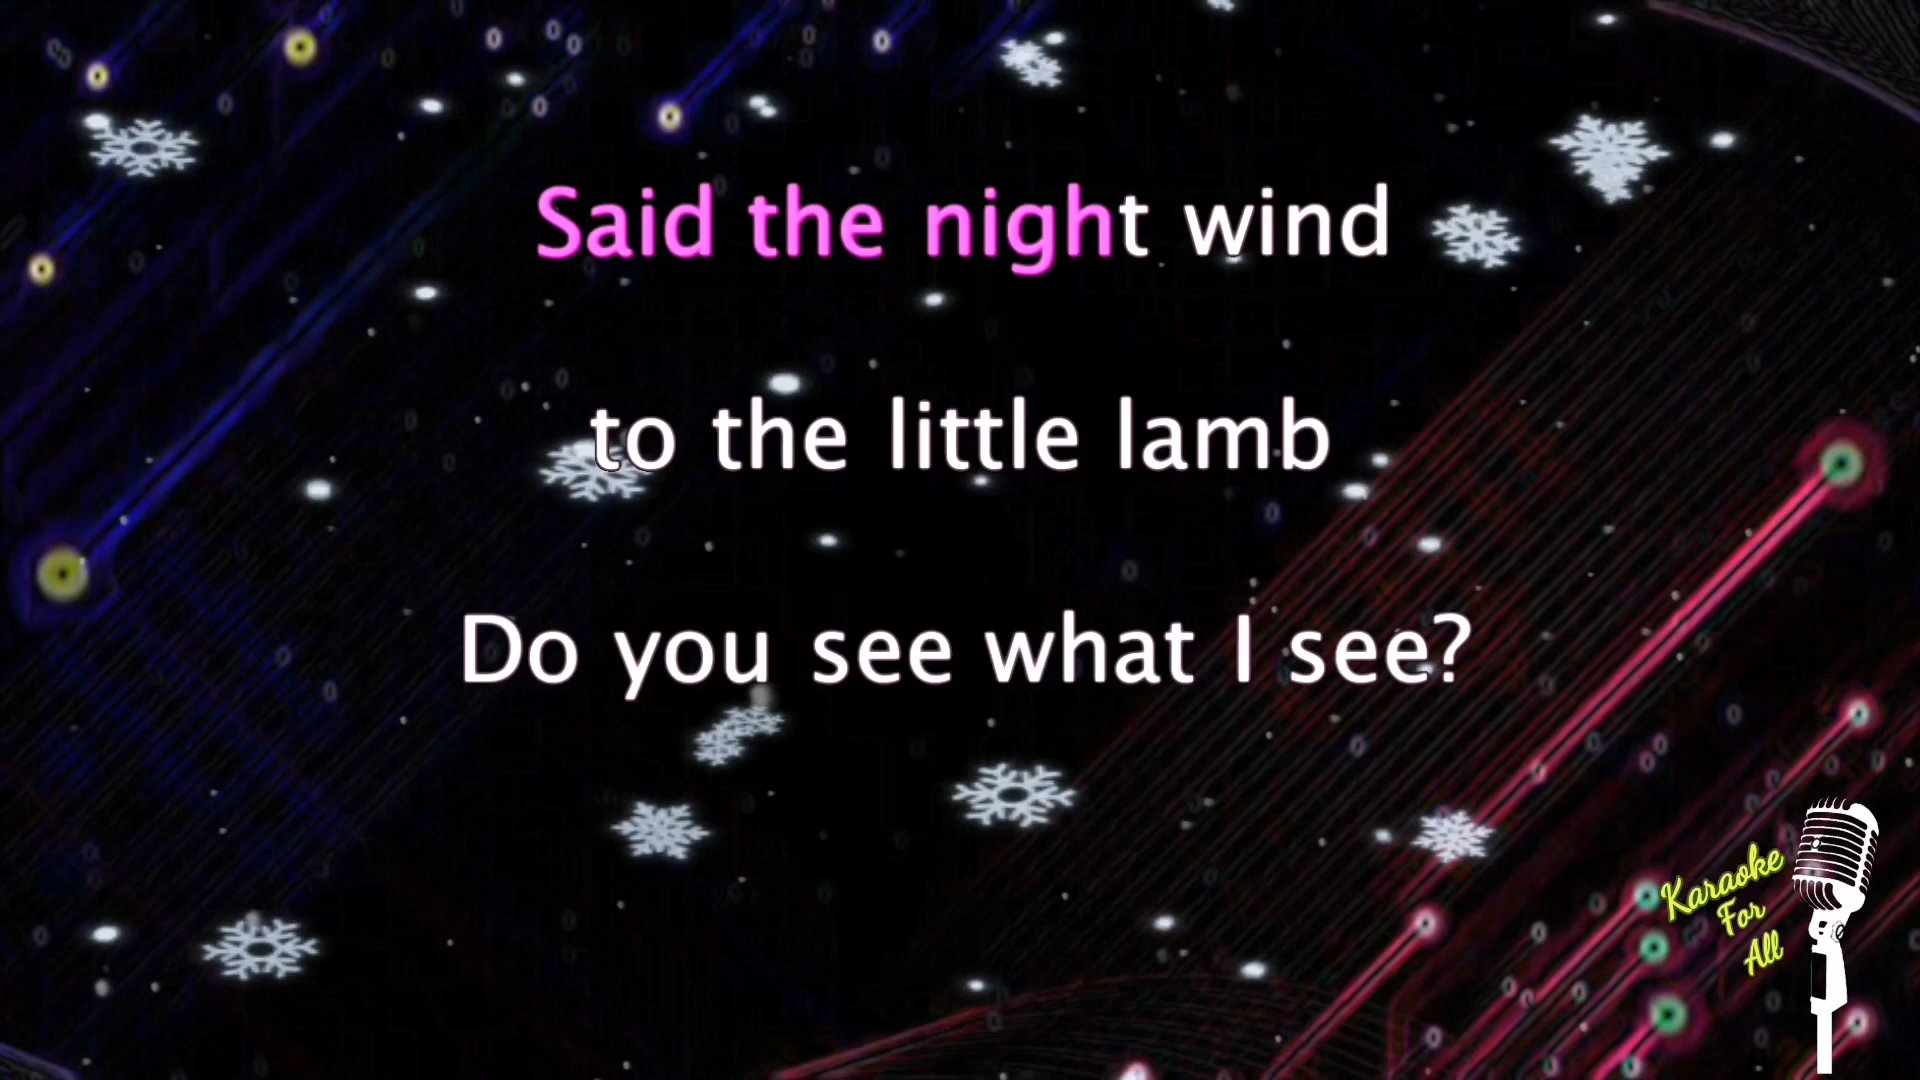 Said the night wind
to the little lamb
Do you see what I see?
Karaoke
For
All